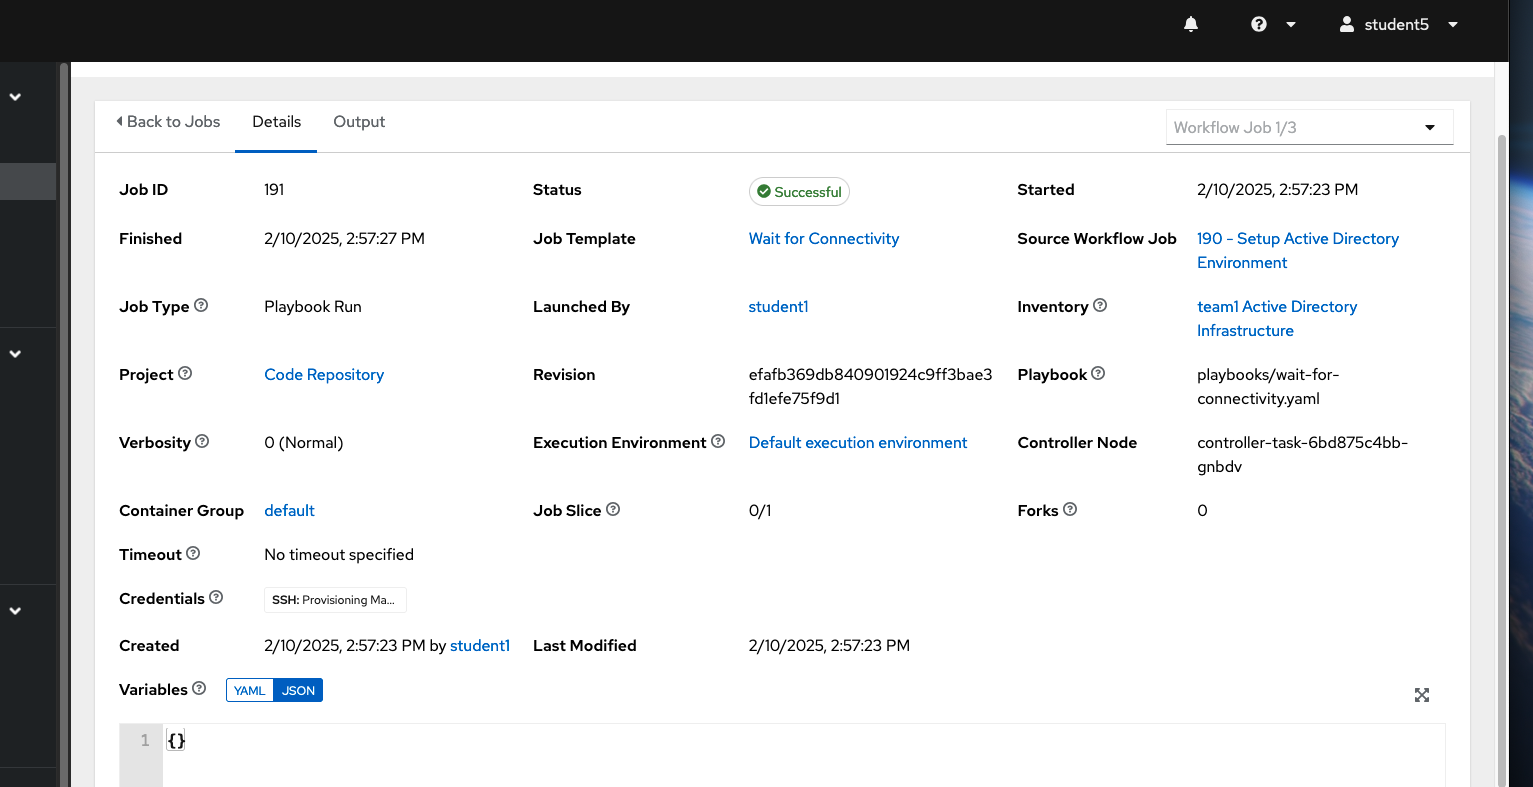 student5
Back to Jobs Details Output Workflow Job 1/3
Job ID 191 Status Successful Started 2/10/2025, 2:57:23 PM
Finished 2/10/2025, 2:57:27 PM Job Template Wait for Connectivity Source Workflow Job 190 - Setup Active Directory
Environment
Job Type Playbook Run Launched By student1 Inventory team1 Active Directory
Infrastructure
Project Code Repository Revision efafb369db840901924c9ff3bae3 Playbook playbooks/wait-for-
fd1efe75f9d1 connectivity.yaml
Verbosity 0 (Normal) Execution Environment Default execution environment Controller Node controller-task-6bd875c4bb-
gnbdv
Container Group default Job Slice 0/1 Forks 0
Timeout No timeout specified
Credentials SSH: Provisioning Ma...
Created 2/10/2025, 2:57:23 PM by student1 Last Modified 2/10/2025, 2:57:23 PM
Variables YAML JSON
1 {}